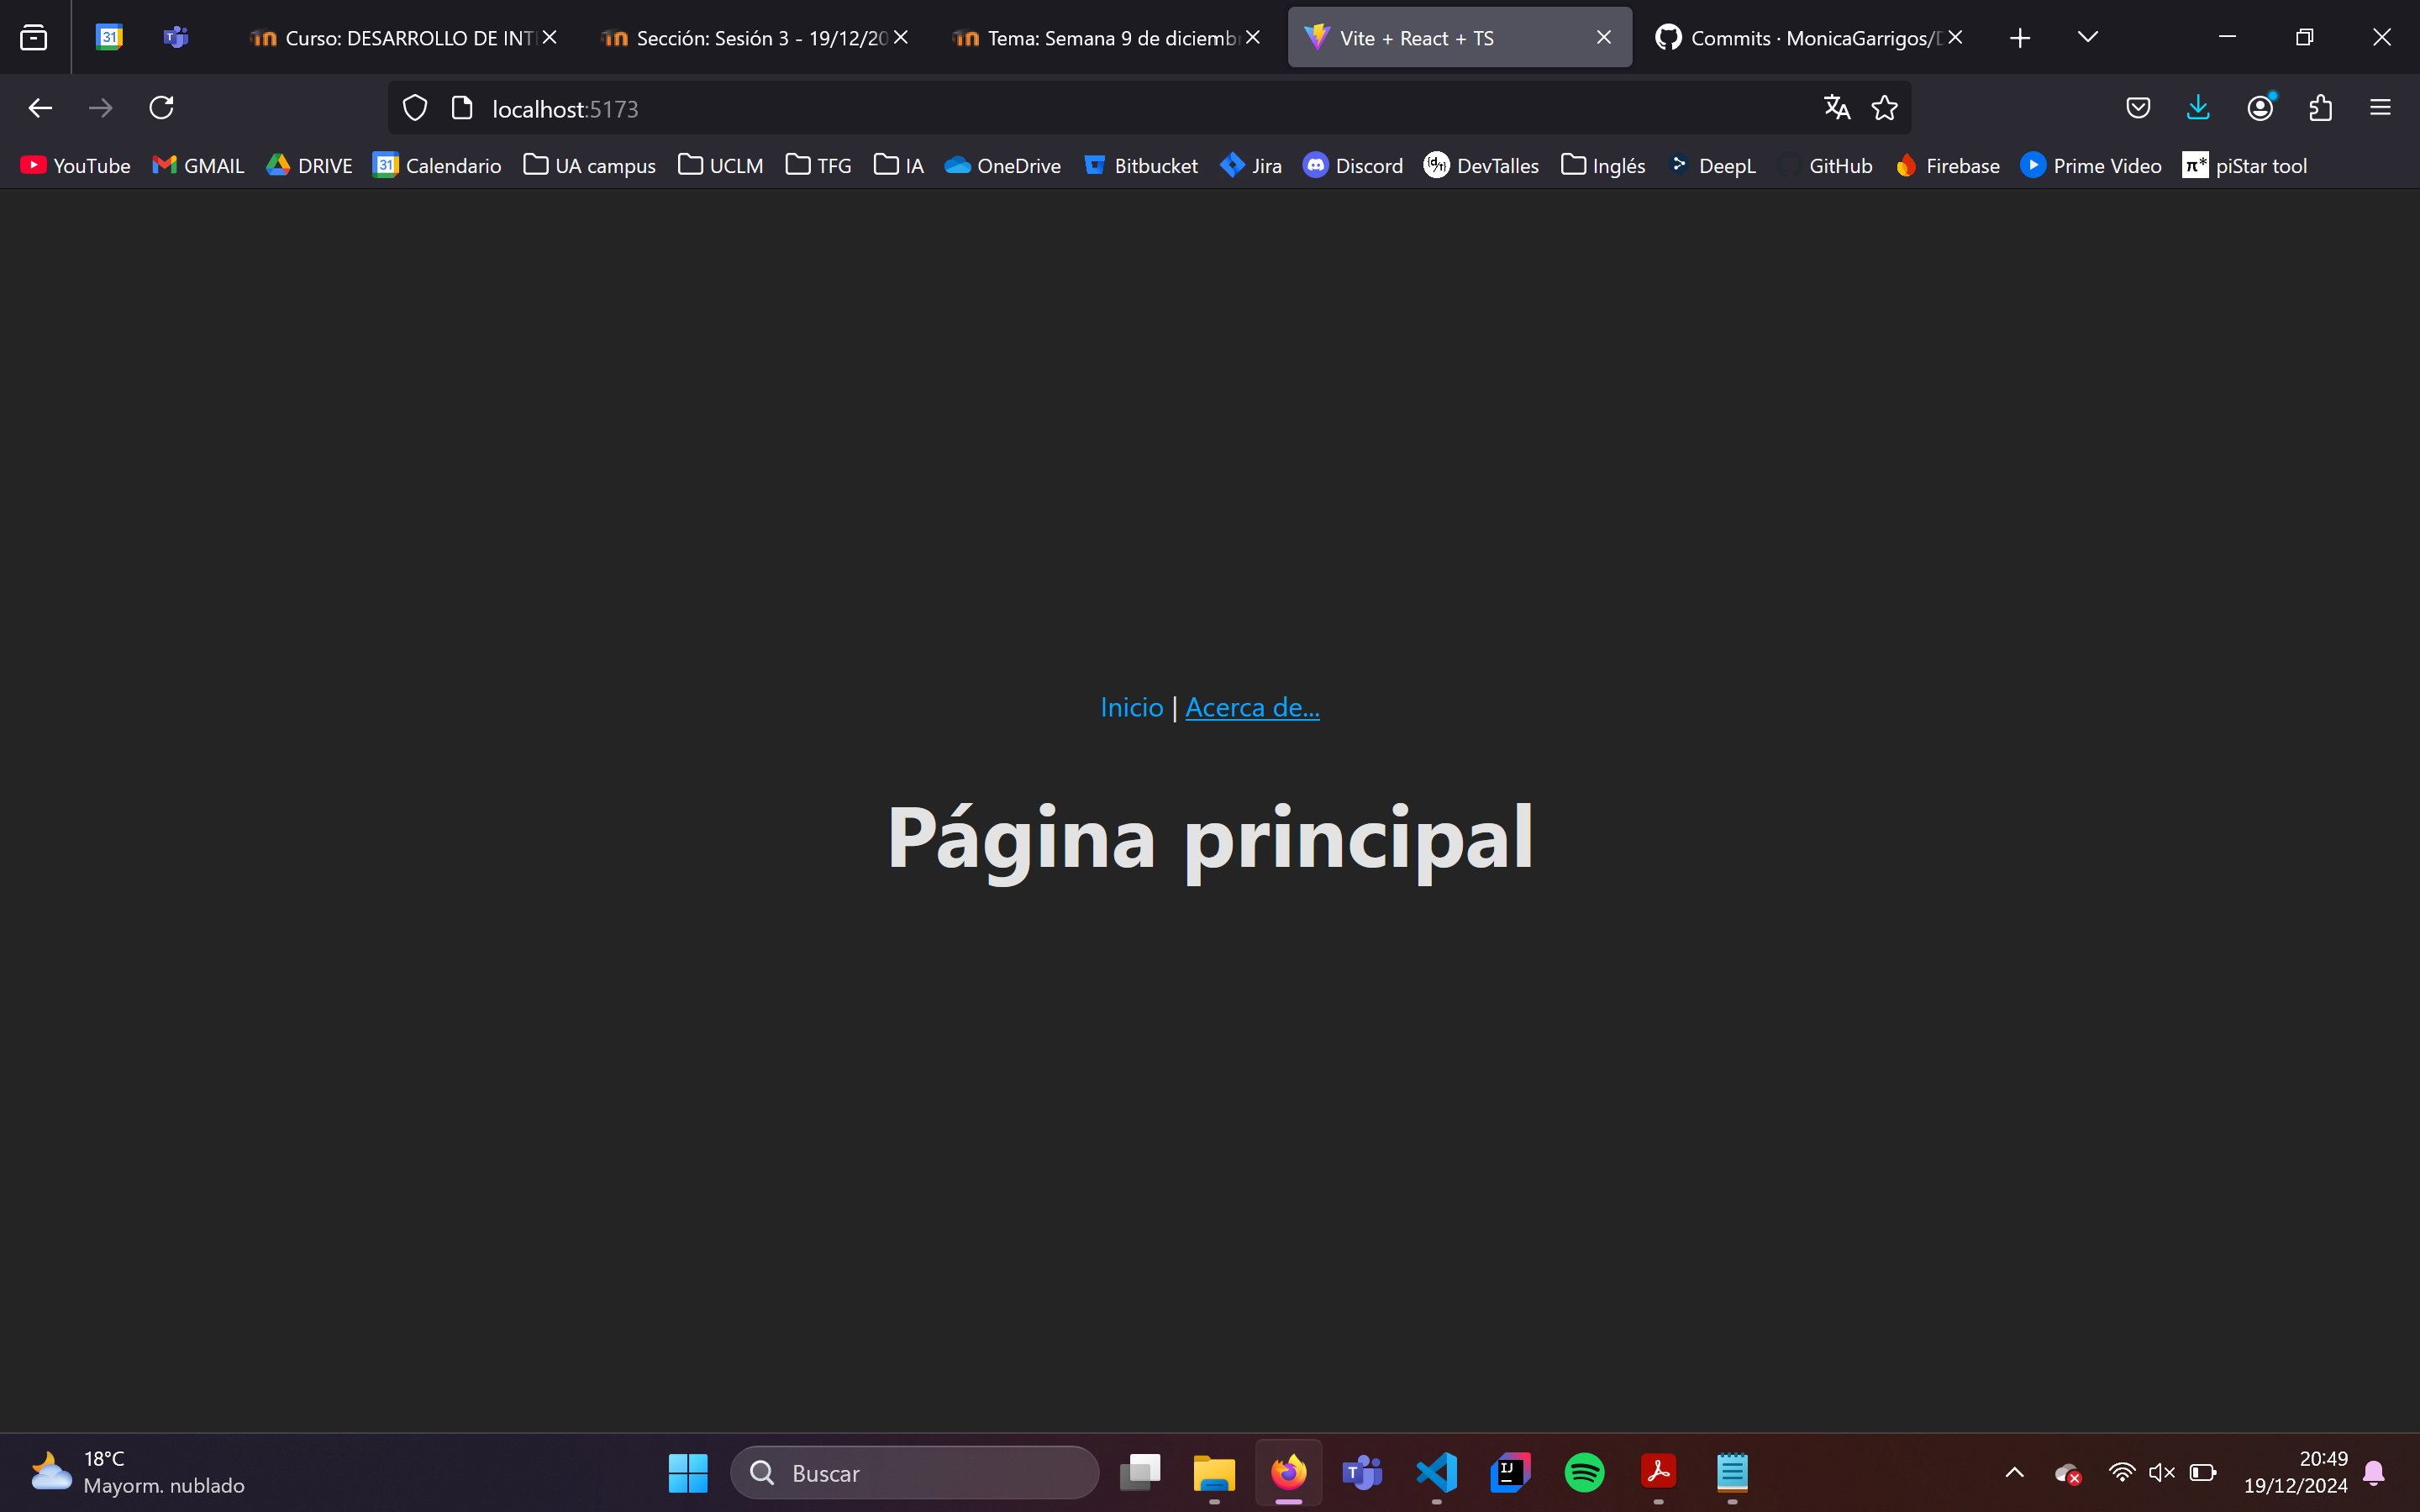 Curso: DESARROLLO DE INT
Sección: Sesión 3 - 19/12/20
Tema: Semana 9 de diciembr
Vite + React + TS
Commits · MonicaGarrigos/D
localhost:5173
YouTube
GMAIL
DRIVE
31
Calendario
UA campus
UCLM
TFG
IA
OneDrive
Bitbucket
Jira
Discord
DevTalles
Inglés
DeepL
GitHub
Firebase
Prime Video
piStar tool
Inicio | Acerca de...
Página principal
18°C
Mayorm. nublado
Buscar
20:49
19/12/2024